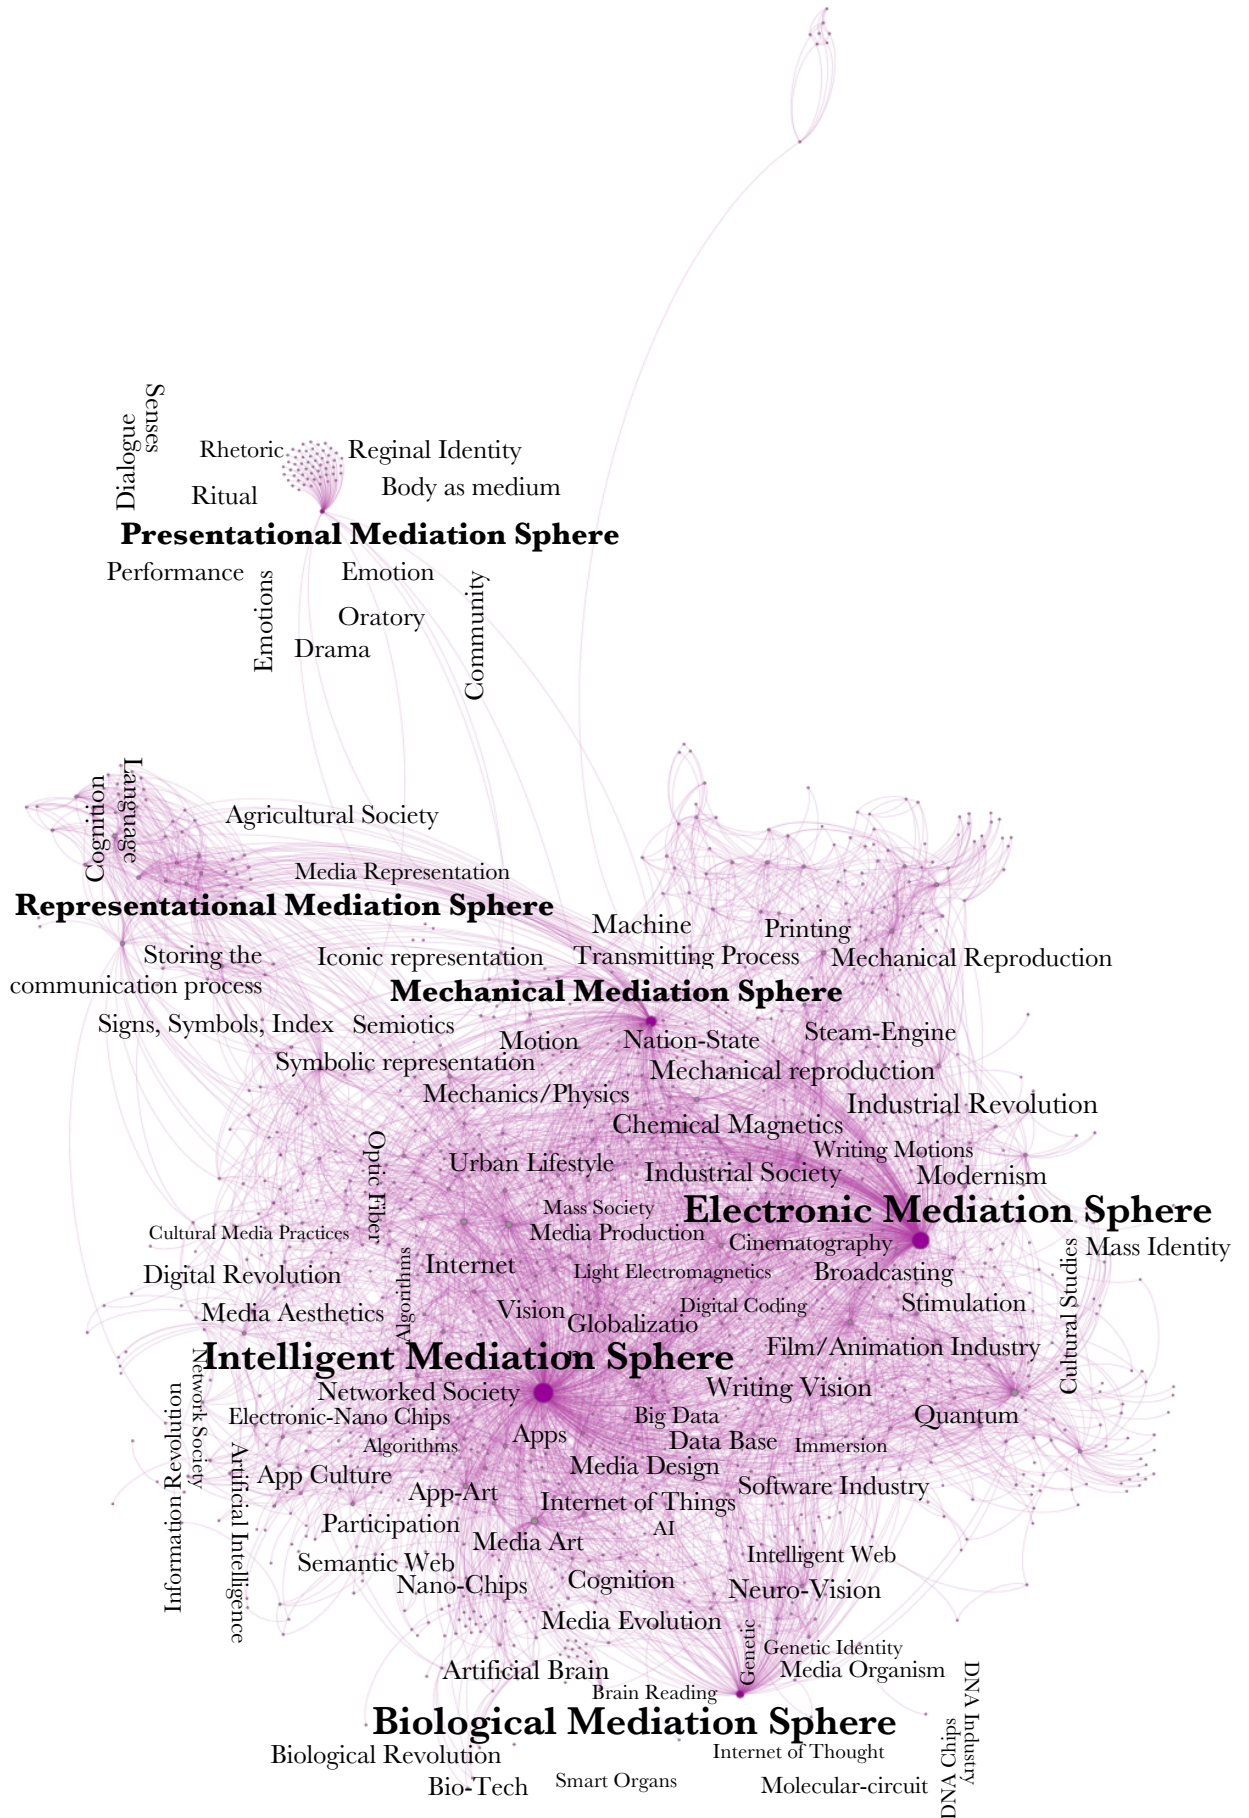 Senses
Dialogue
Rhetoric
Reginal Identity
Ritual
Body as medium
Presentational Mediation Sphere
Performance
Emotions
Emotion
Community
Oratory
Drama
Language
Cognition
Agricultural Society
Media Representation
Representational Mediation Sphere
Machine
Printing
Storing the
communication process
Iconic representation
Transmitting Process
Mechanical Reproduction
Mechanical Mediation Sphere
Signs, Symbols, Index
Semiotics
Motion
Nation-State
Steam-Engine
Symbolic representation
Mechanical reproduction
Mechanics/Physics
Industrial Revolution
Chemical Magnetics
Optic Fiber
Writing Motions
Urban Lifestyle
Industrial Society
Modernism
Mass Society
Electronic Mediation Sphere
Cultural Media Practices
Media Production
Cinematography
Cultural Studies
Mass Identity
Algorithms
Internet
Digital Revolution
Light Electromagnetics
Broadcasting
Media Aesthetics
Vision
Digital Coding
Stimulation
Globalizatio
n
Film/Animation Industry
Intelligent Mediation Sphere
Network Society
Networked Society
Writing Vision
Information Revolution
Electronic-Nano Chips
Big Data
Quantum
Algorithms
Apps
Data Base
Immersion
Artificial Intelligence
App Culture
Media Design
App-Art
Software Industry
Internet of Things
Participation
AI
Media Art
Semantic Web
Intelligent Web
Nano-Chips
Cognition
Neuro-Vision
Media Evolution
Genetic
Genetic Identity
Artificial Brain
Media Organism
Brain Reading
DNA Industry
Biological Mediation Sphere
DNA Chips
Biological Revolution
Internet of Thought
Bio-Tech
Smart Organs
Molecular-circuit